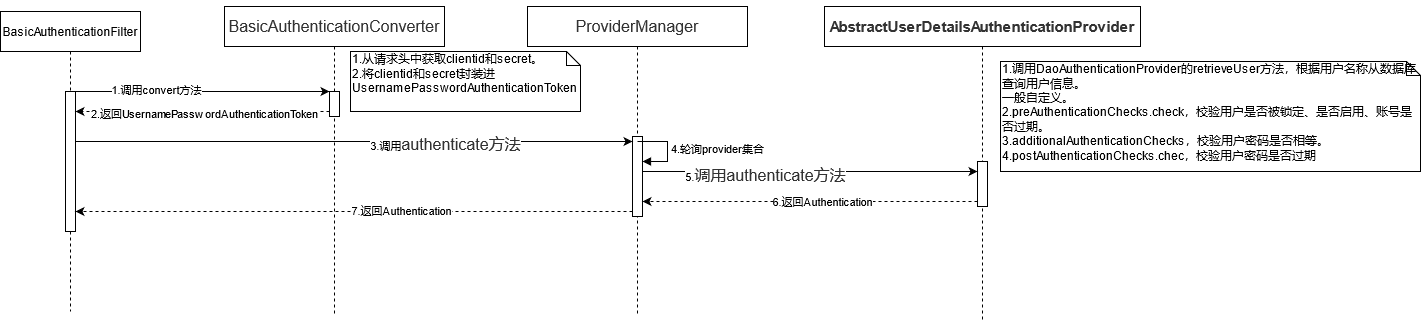 BasicAuthenticationFilter
BasicAuthenticationConverter
ProviderManager
AbstractUserDetailsAuthenticationProvider
1.从请求头中获取clientid和secret。
2.将clientid和secret封装进
UsernamePasswordAuthenticationToken
1.调用DaoAuthenticationProvider的retrieveUser方法，根据用户名称从数据库
查询用户信息。
一般自定义。
2.preAuthenticationChecks.check，校验用户是否被锁定、是否启用、账号是
否过期。
3.additionalAuthenticationChecks，校验用户密码是否相等。
4.postAuthenticationChecks.chec，校验用户密码是否过期
1.调用convert方法
2.返回UsernamePasswordAuthenticationToken
3.调用authenticate方法
4.轮询provider集合
5.调用authenticate方法
6.返回Authentication
7.返回Authentication